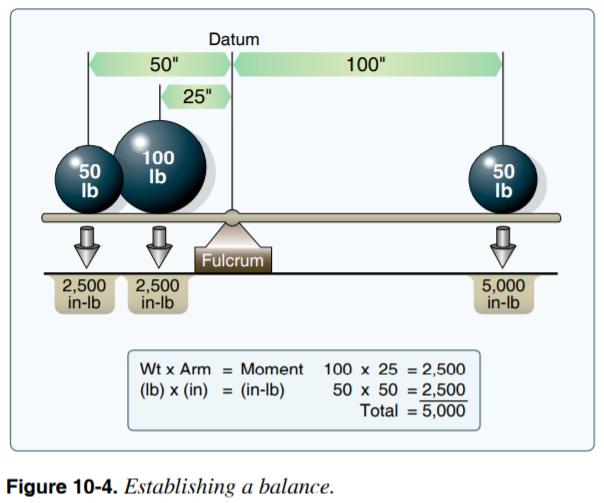 Datum
50"
100"
25"
50
lb
100
lb
50
lb
Fulcrum
2,500
in-lb
2,500
in-lb
5,000
in-lb
Wt x Arm = Moment 100 x 25 = 2,500
(lb) x (in) = (in-lb) 50 x 50 = 2,500
Total = 5,000
Figure 10-4. Establishing a balance.